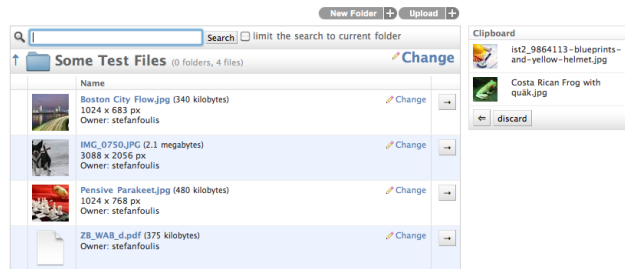 New Folder + Upload +
Search limit the search to current folder
↑ Some Test Files (0 folders, 4 files) Change
Name
Boston City Flow.jpg (340 kilobytes) Change →
1024 x 683 px
Owner: stefanfoulis
IMG_0750.JPG (2.1 megabytes) Change →
3088 x 2056 px
Owner: stefanfoulis
Pensive Parakeet.jpg (480 kilobytes) Change →
1024 x 768 px
Owner: stefanfoulis
ZB_WAB_d.pdf (375 kilobytes) Change →
Owner: stefanfoulis
Clipboard
ist2_9864113-blueprints-
and-yellow-helmet.jpg
Costa Rican Frog with
quäk.jpg
⇐ discard